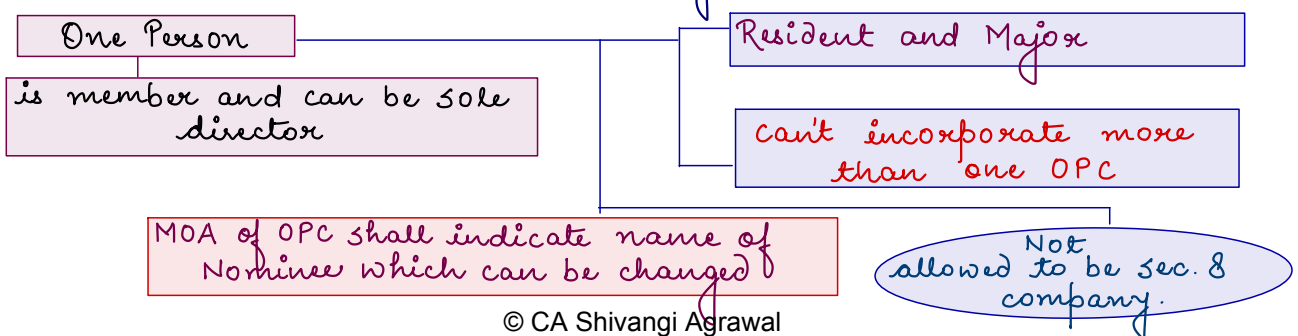 One Person
is member and can be sole
director
Resident and Major
can't incorporate more
than one OPC
MOA of OPC shall indicate name of
Nominee which can be changed
Not
allowed to be sec. 8
company.
© CA Shivangi Agrawal